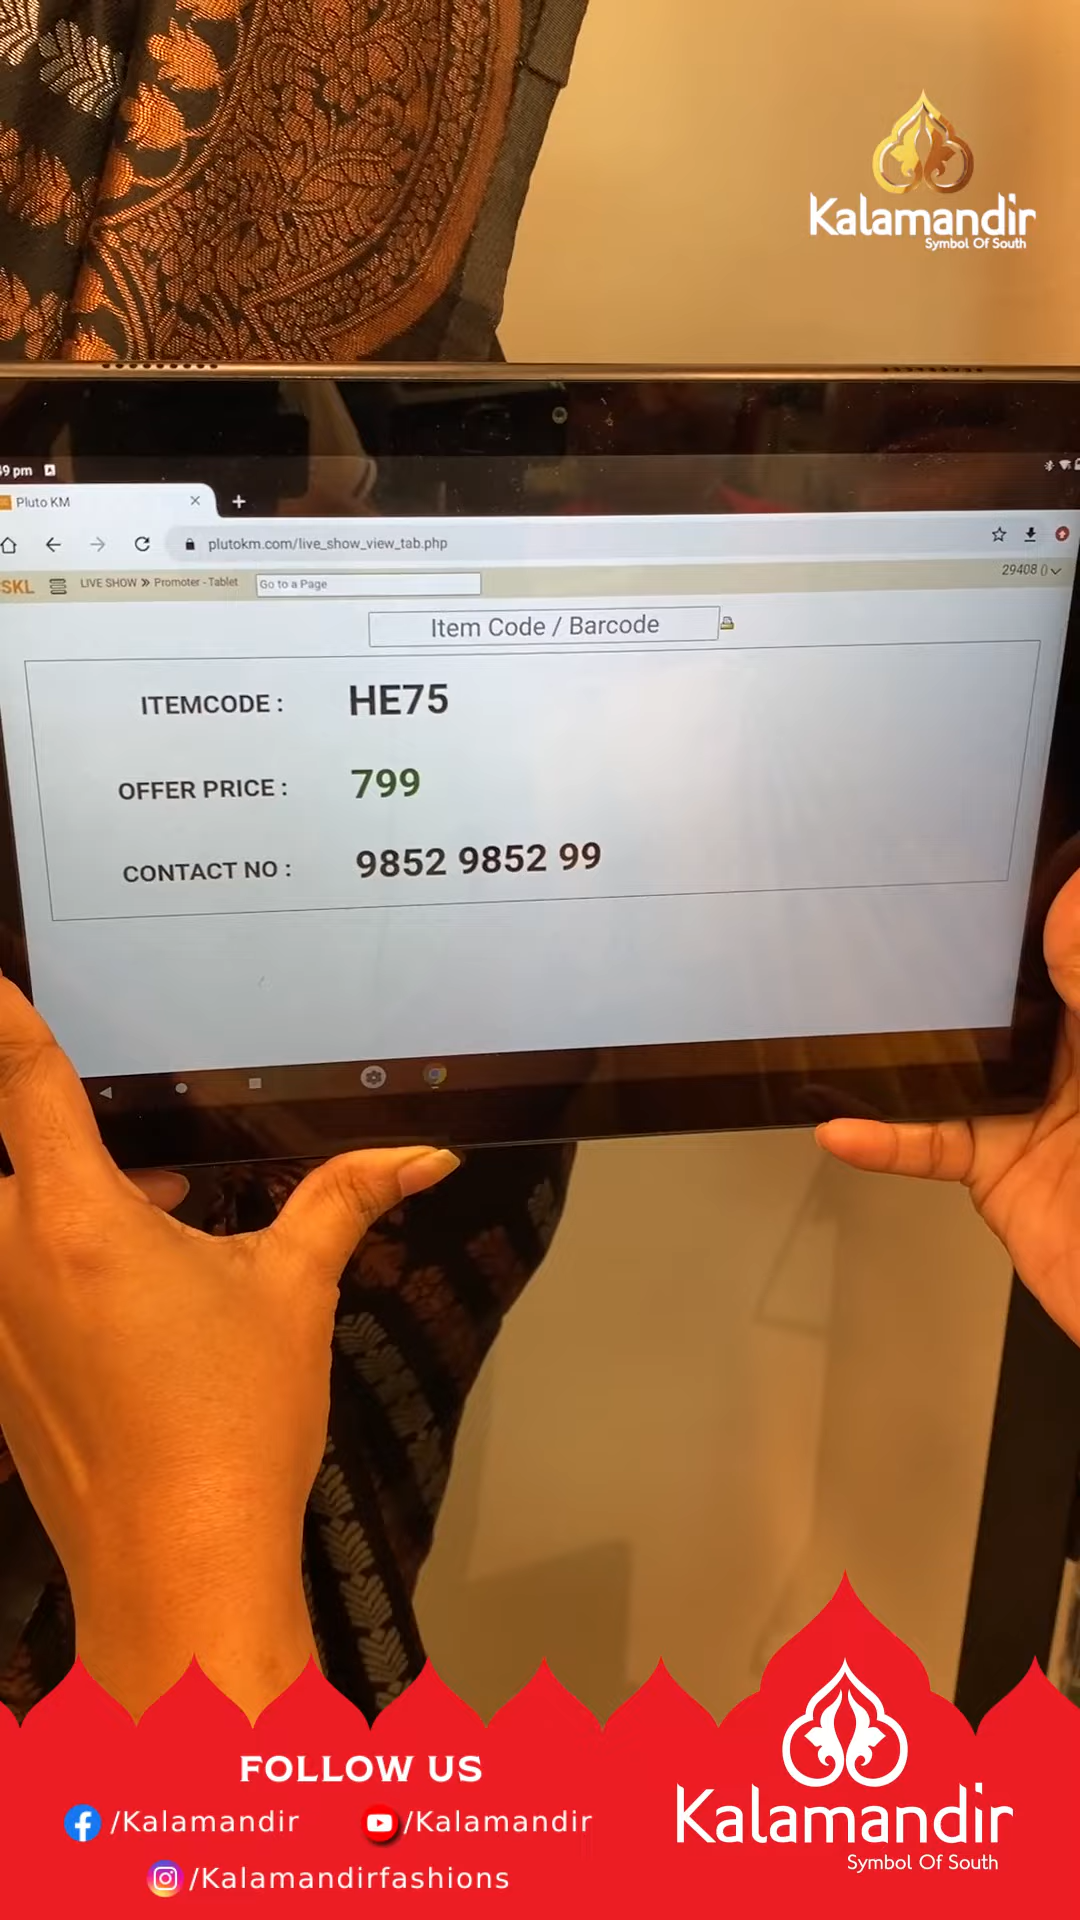 Kalamandir
Symbol Of South
9 pm
Pluto KM
plutokm.com/live_show_view_tab.php
SKL LIVE SHOW » Promoter - Tablet Go to a Page 29408 ()
Item Code / Barcode
ITEMCODE : HE75
OFFER PRICE : 799
CONTACT NO : 9852 9852 99
FOLLOW US
/Kalamandir /Kalamandir
/Kalamandirfashions
Kalamandir
Symbol Of South